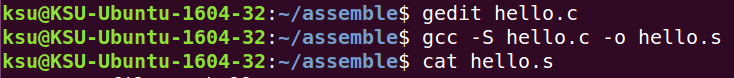 ksu@KSU-Ubuntu-1604-32:~/assemble$ gedit hello.c
ksu@KSU-Ubuntu-1604-32:~/assemble$ gcc -S hello.c -o hello.s
ksu@KSU-Ubuntu-1604-32:~/assemble$ cat hello.s